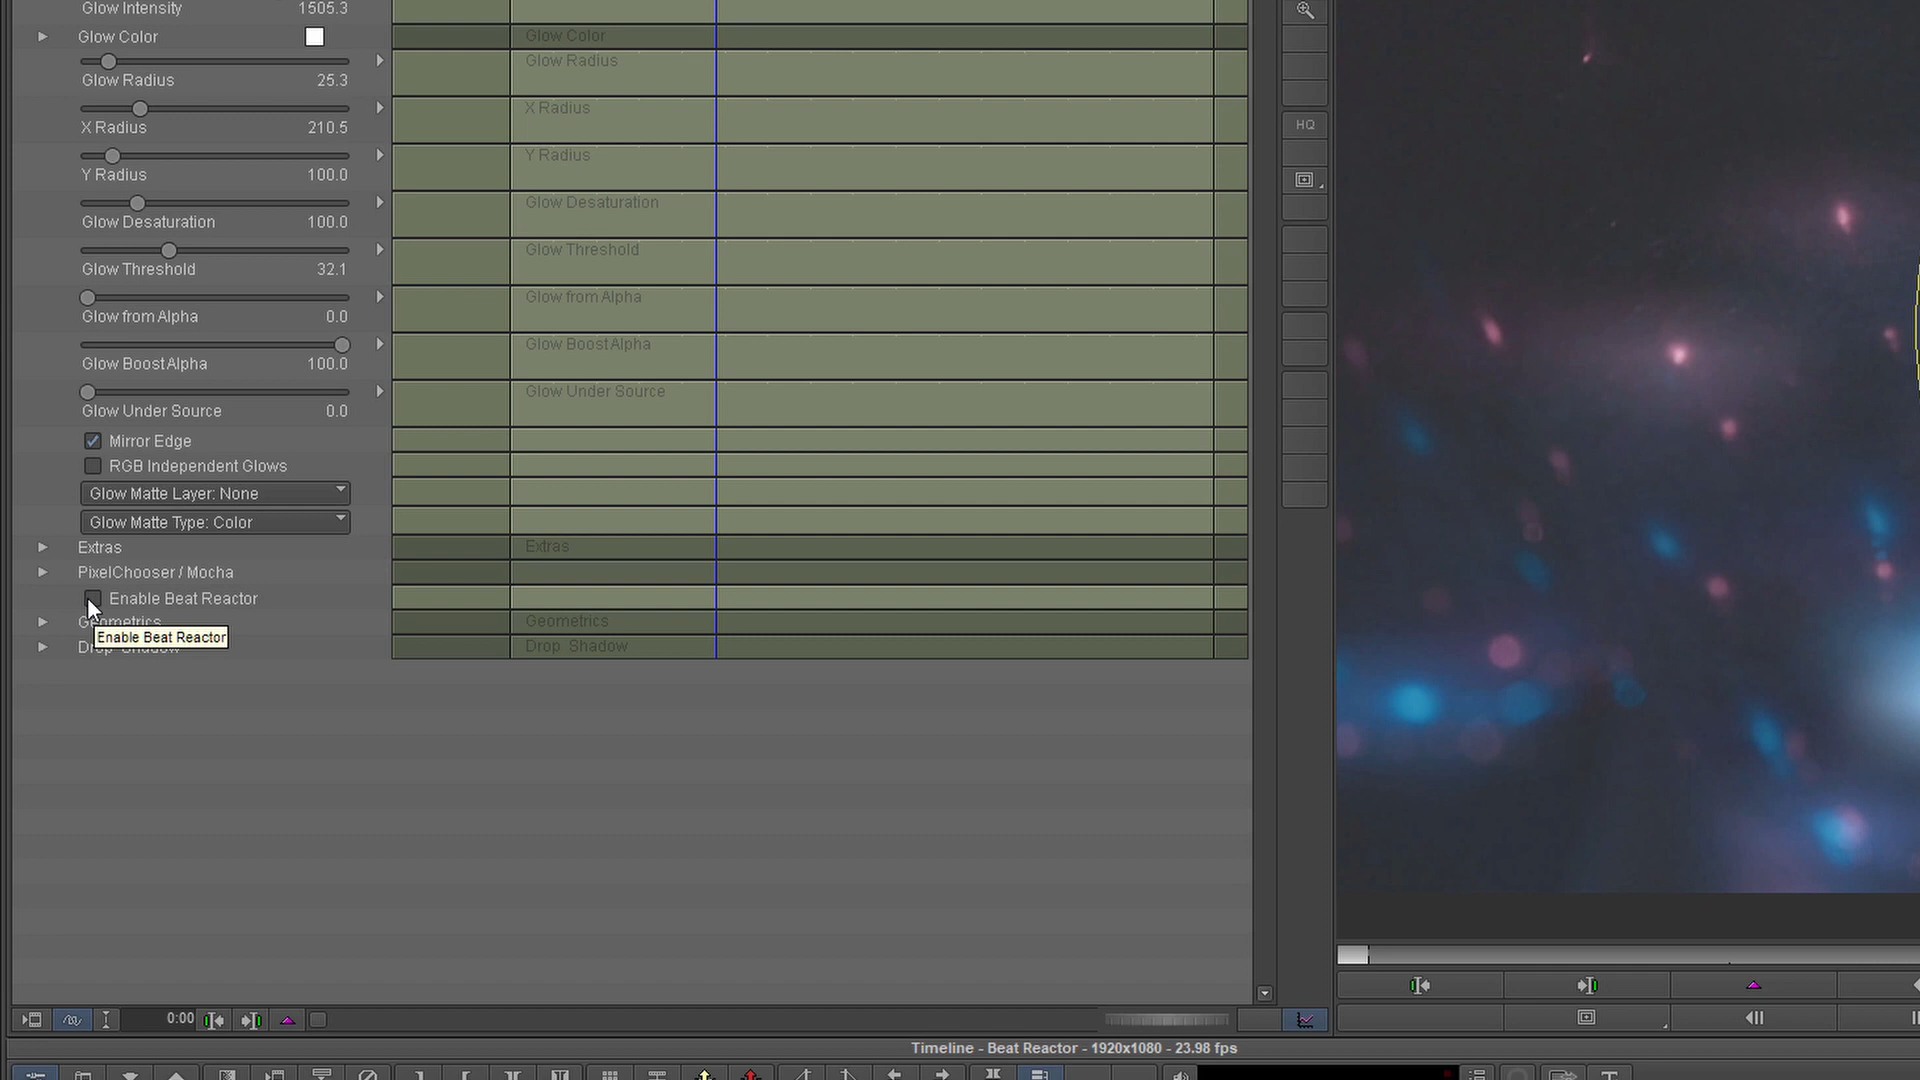 Glow Intensity 1505.3
Glow Color Glow Color
Glow Radius
Glow Radius 25.3
X Radius
X Radius 210.5
Y Radius
Y Radius 100.0
Glow Desaturation
Glow Desaturation 100.0
Glow Threshold
Glow Threshold 32.1
Glow from Alpha
Glow from Alpha 0.0
Glow Boost Alpha
Glow Boost Alpha 100.0
Glow Under Source
Glow Under Source 0.0
Mirror Edge
RGB Independent Glows
Glow Matte Layer: None
Glow Matte Type: Color
Extras Extras
PixelChooser / Mocha
Enable Beat Reactor
Geometrics Geometrics
Enable Beat Reactor
Drop Shadow Drop Shadow
HQ
0:00
Timeline - Beat Reactor - 1920x1080 - 23.98 fps